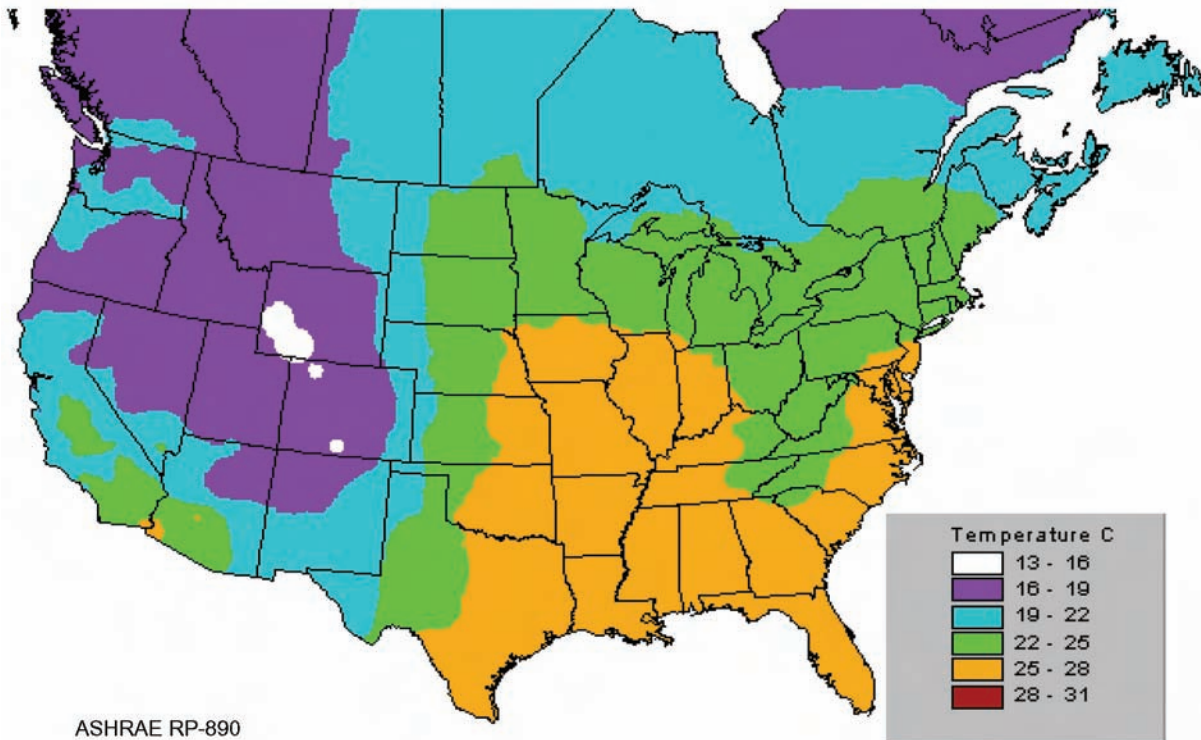 Temperature C
13 - 16
16 - 19
19 - 22
22 - 25
25 - 28
28 - 31
ASHRAE RP-890